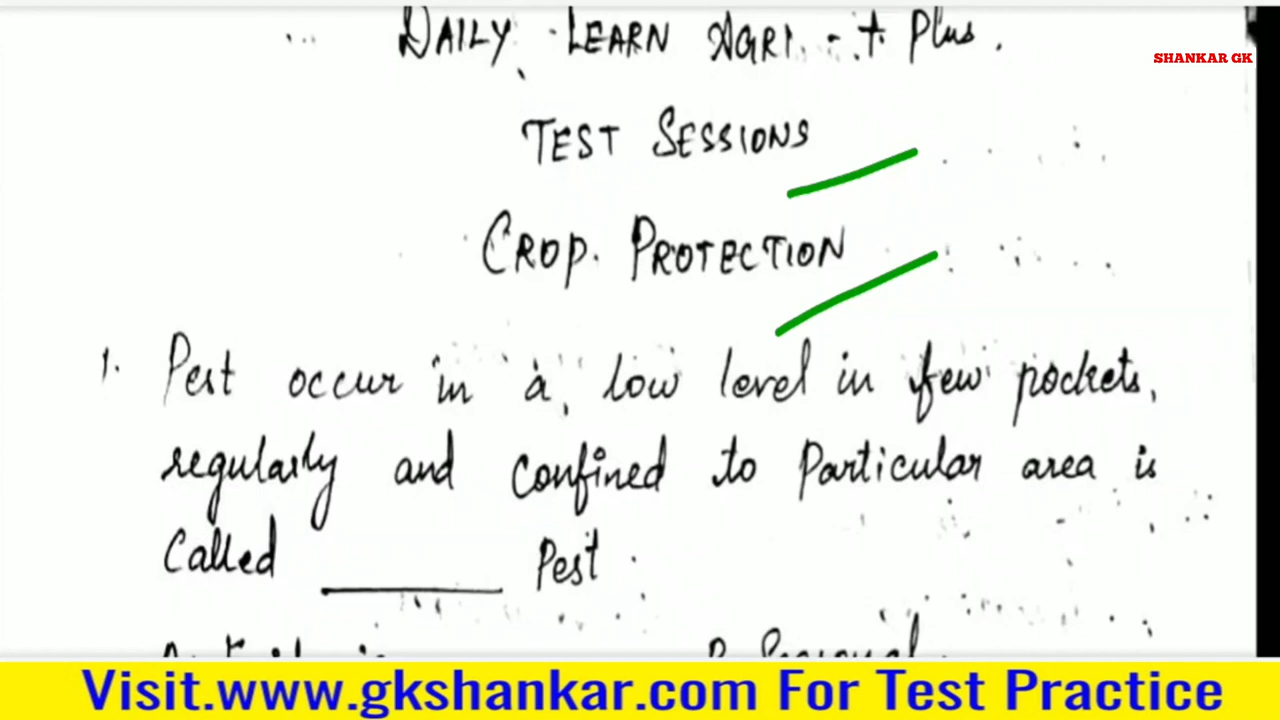 DAILY LEARN AGRI + Plus.
SHANKAR GK
TEST SESSIONS
CROP PROTECTION
1. Pest occur in a low level in few pockets,
regularly and confined to Particular area is
Called ________ Pest.
Visit.www.gkshankar.com For Test Practice